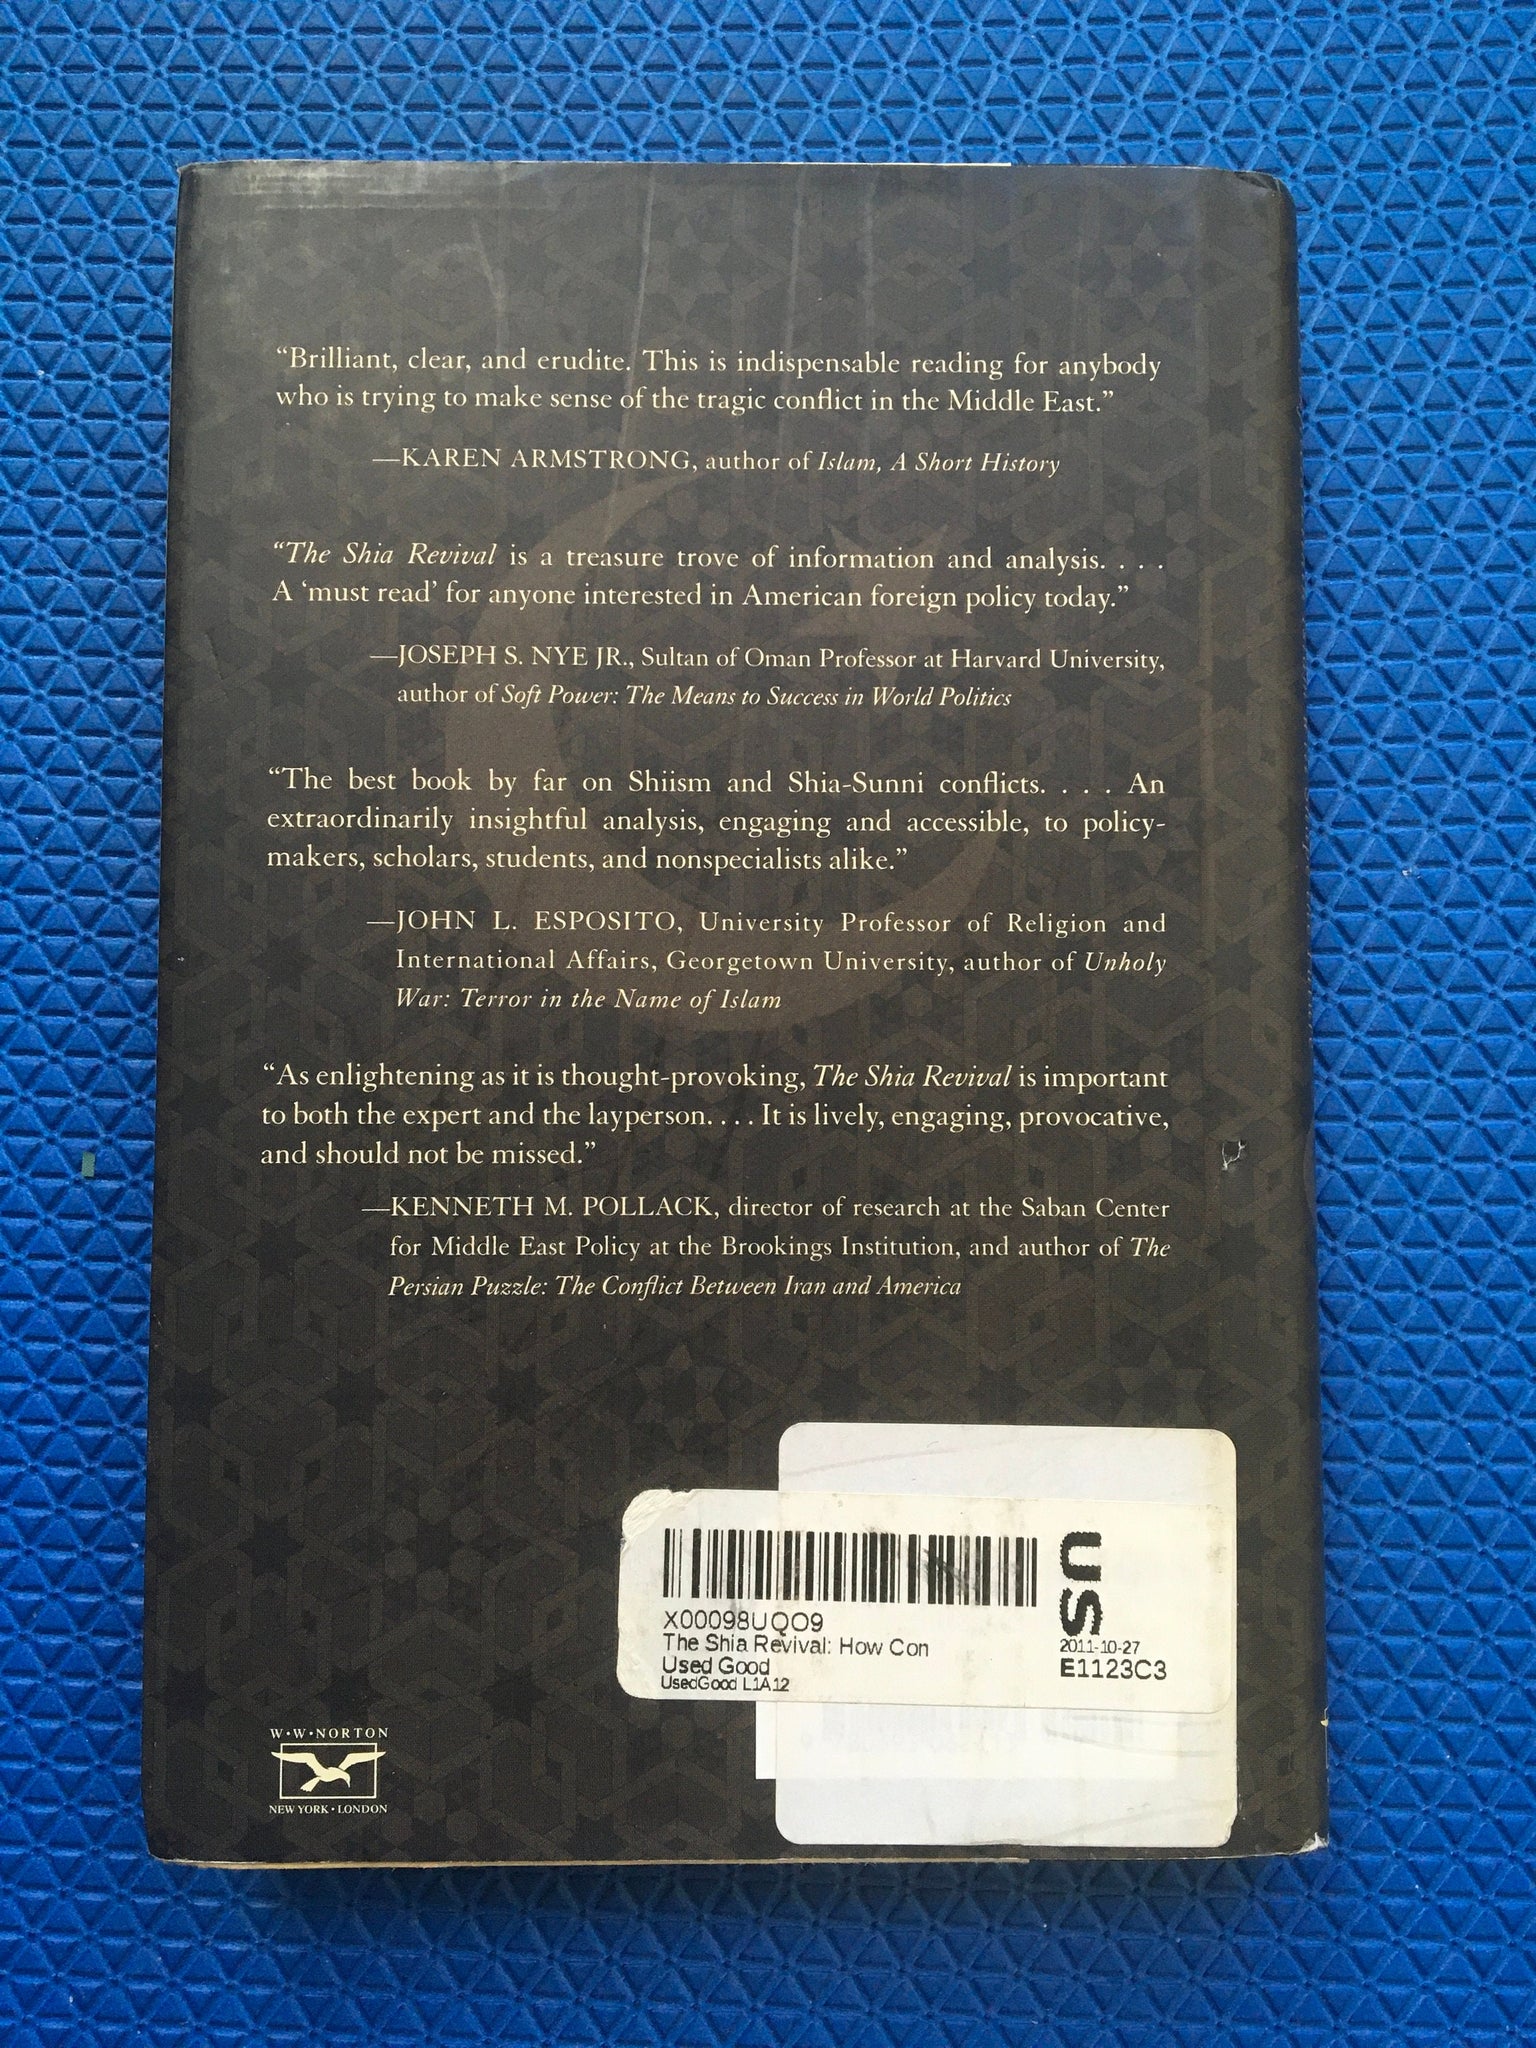 “Brilliant, clear, and erudite. This is indispensable reading for anybody
who is trying to make sense of the tragic conflict in the Middle East.”
—KAREN ARMSTRONG, author of Islam, A Short History
“The Shia Revival is a treasure trove of information and analysis. . . .
A ‘must read’ for anyone interested in American foreign policy today.”
—JOSEPH S. NYE JR., Sultan of Oman Professor at Harvard University,
author of Soft Power: The Means to Success in World Politics
“The best book by far on Shiism and Shia-Sunni conflicts. . . . An
extraordinarily insightful analysis, engaging and accessible, to policy-
makers, scholars, students, and nonspecialists alike.”
—JOHN L. ESPOSITO, University Professor of Religion and
International Affairs, Georgetown University, author of Unholy
War: Terror in the Name of Islam
“As enlightening as it is thought-provoking, The Shia Revival is important
to both the expert and the layperson. . . . It is lively, engaging, provocative,
and should not be missed.”
—KENNETH M. POLLACK, director of research at the Saban Center
for Middle East Policy at the Brookings Institution, and author of The
Persian Puzzle: The Conflict Between Iran and America
X00098UQO9
The Shia Revival: How Con
Used Good
UsedGood L1A12
sn
2011-10-27
E1123C3
W·W·NORTON
NEW YORK · LONDON